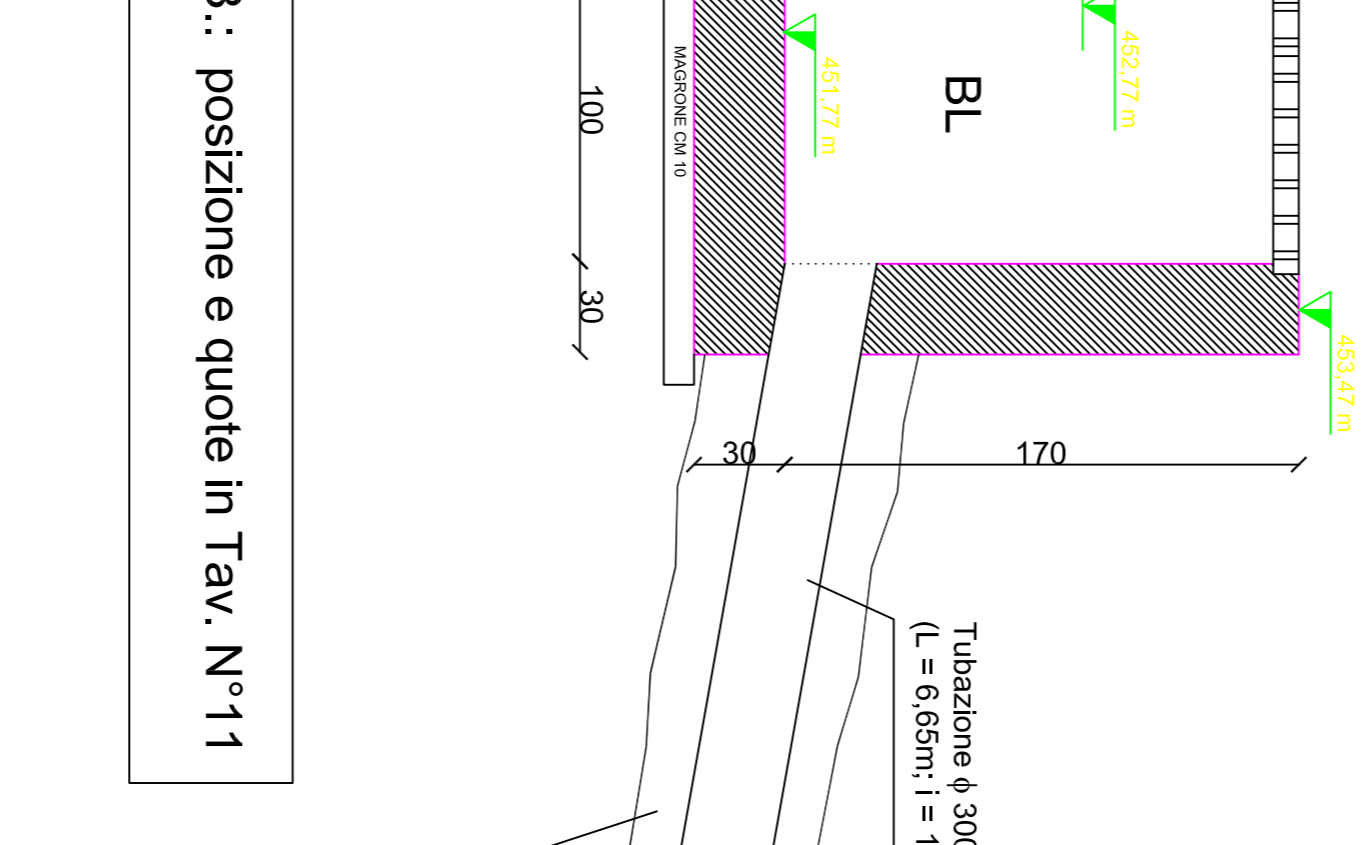 453,47 m
452,77 m
BL
451,77 m
MAGRONE CM 10
100
30
30
170
Tubazione ϕ 300
(L = 6,65m; i = 1
B.: posizione e quote in Tav. N°11